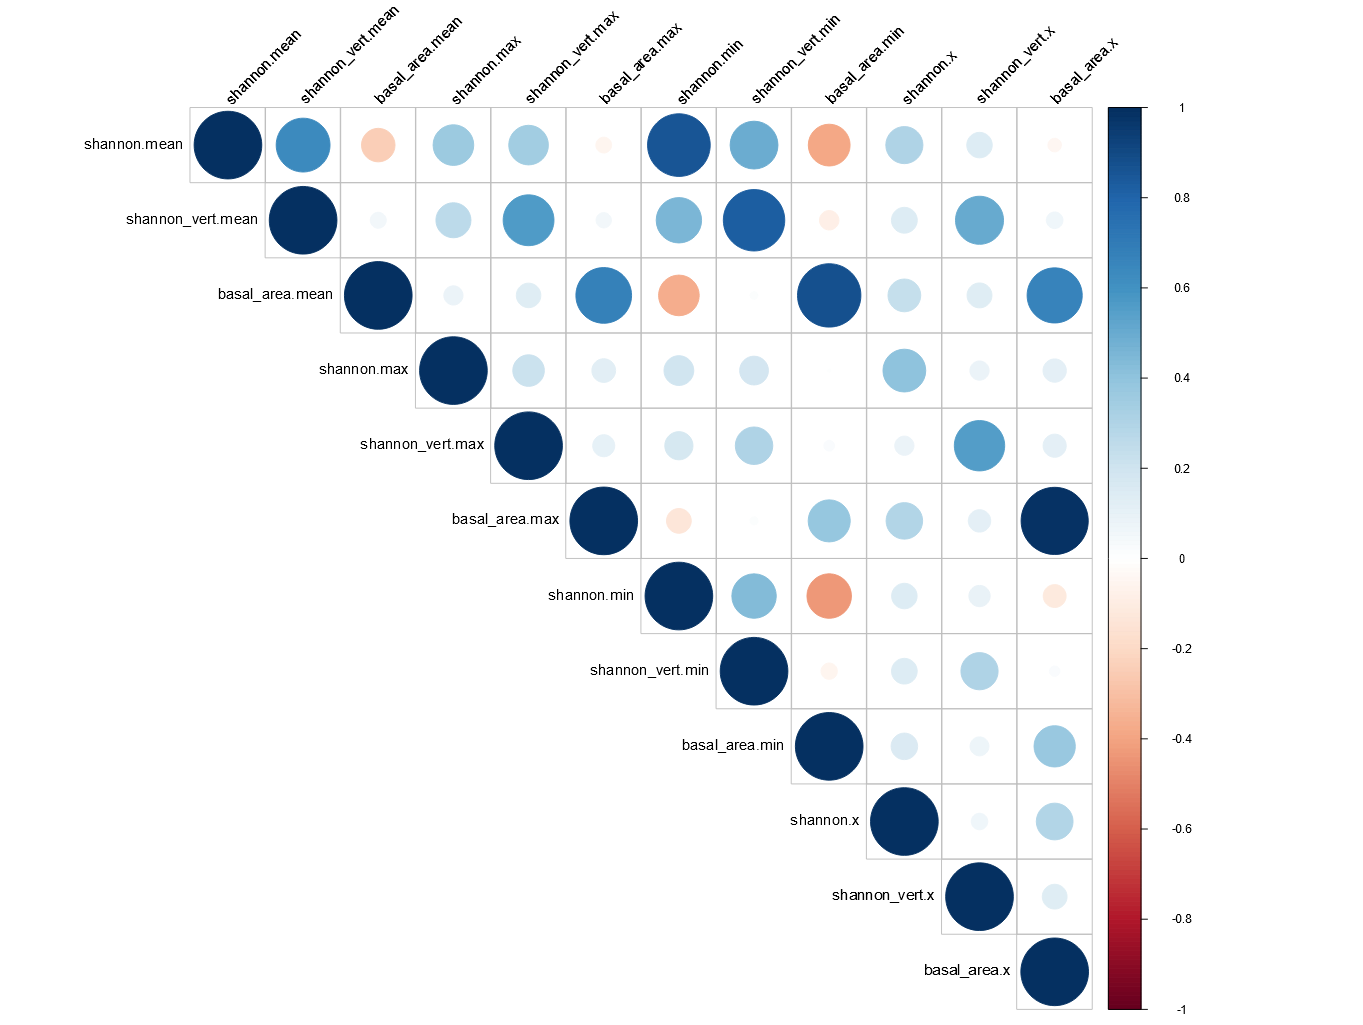 shannon.mean
shannon_vert.mean
basal_area.mean
shannon.max
shannon_vert.max
basal_area.max
shannon.min
shannon_vert.min
basal_area.min
shannon.x
shannon_vert.x
basal_area.x
shannon.mean
shannon_vert.mean
basal_area.mean
shannon.max
shannon_vert.max
basal_area.max
shannon.min
shannon_vert.min
basal_area.min
shannon.x
shannon_vert.x
basal_area.x
1
0.8
0.6
0.4
0.2
0
-0.2
-0.4
-0.6
-0.8
-1